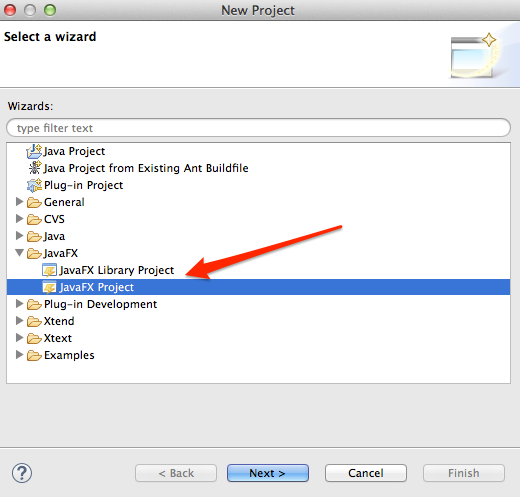 New Project
Select a wizard
Wizards:
type filter text
Java Project
Java Project from Existing Ant Buildfile
Plug-in Project
General
CVS
Java
JavaFX
JavaFX Library Project
JavaFX Project
Plug-in Development
Xtend
Xtext
Examples
?
< Back
Next >
Cancel
Finish